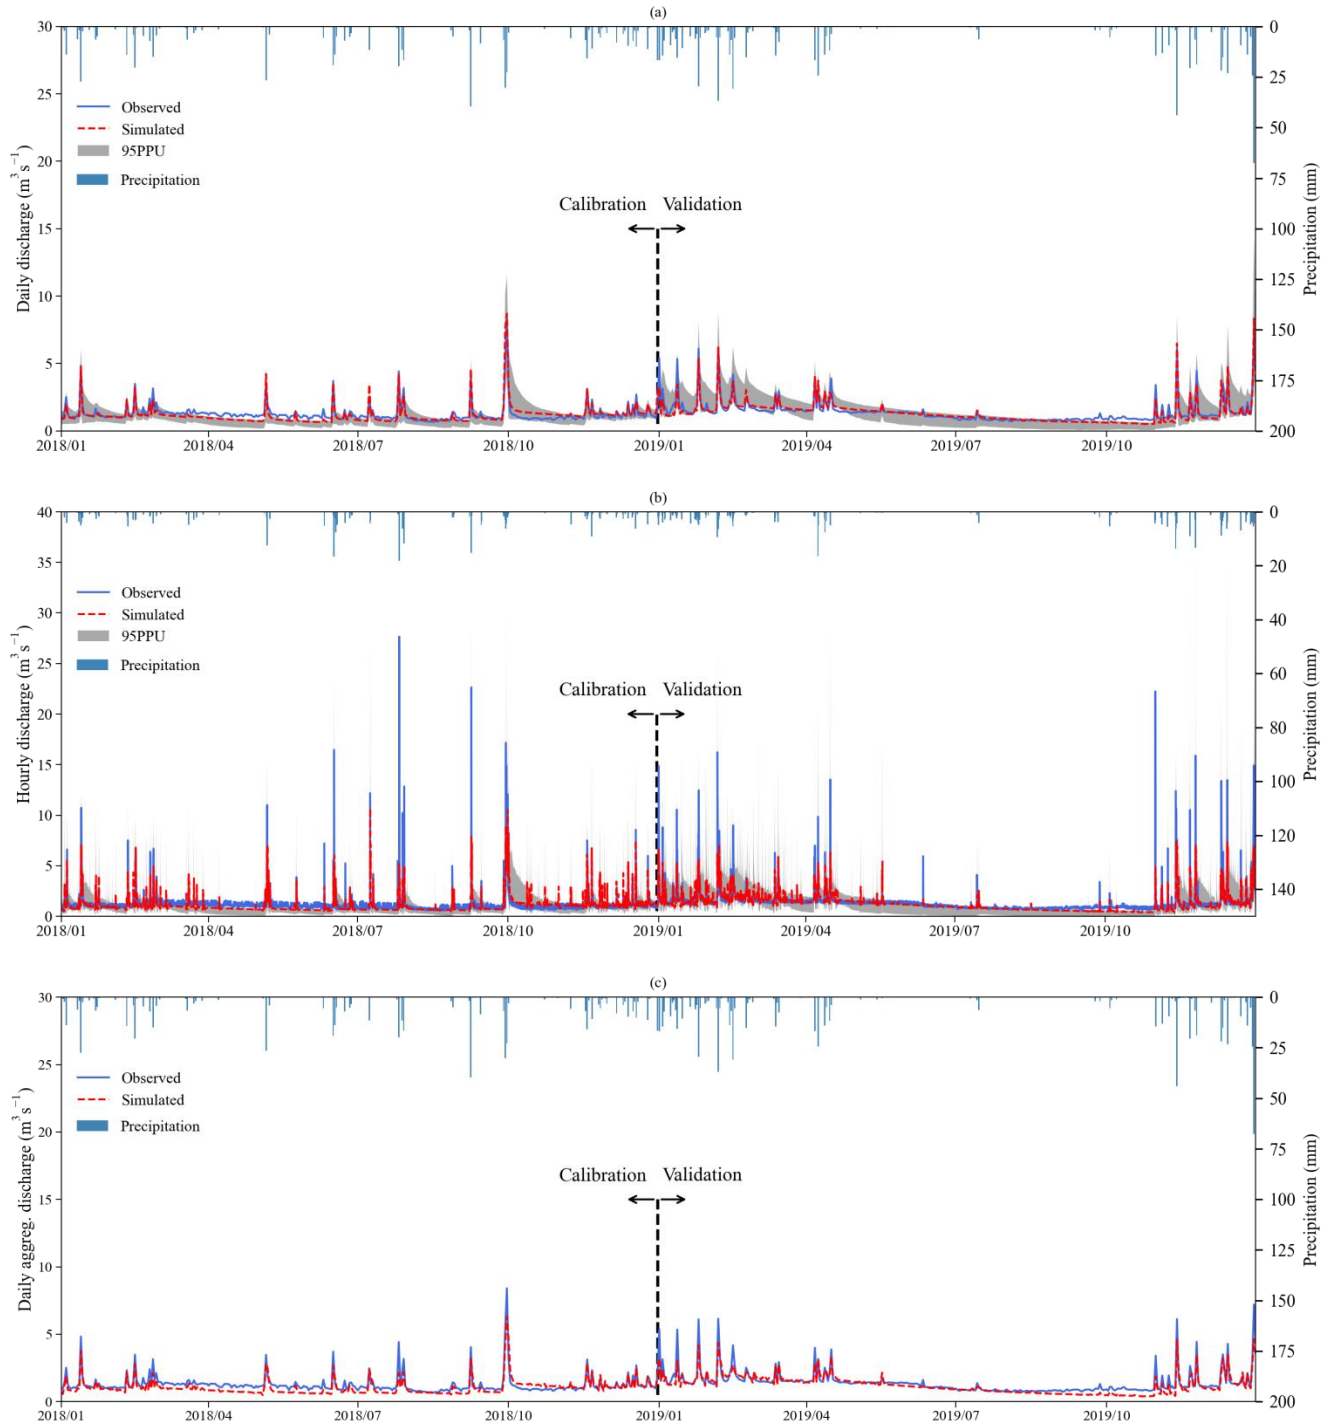 (a)
30
25
20
15
10
5
0
Daily discharge (m³ s⁻¹)
Observed
Simulated
95PPU
Precipitation
Calibration Validation
0
25
50
75
100
125
150
175
200
Precipitation (mm)
2018/01 2018/04 2018/07 2018/10 2019/01 2019/04 2019/07 2019/10
(b)
40
35
30
25
20
15
10
5
0
Hourly discharge (m³ s⁻¹)
Observed
Simulated
95PPU
Precipitation
Calibration Validation
0
20
40
60
80
100
120
140
Precipitation (mm)
2018/01 2018/04 2018/07 2018/10 2019/01 2019/04 2019/07 2019/10
(c)
30
25
20
15
10
5
0
Daily aggreg. discharge (m³ s⁻¹)
Observed
Simulated
Precipitation
Calibration Validation
0
25
50
75
100
125
150
175
200
Precipitation (mm)
2018/01 2018/04 2018/07 2018/10 2019/01 2019/04 2019/07 2019/10